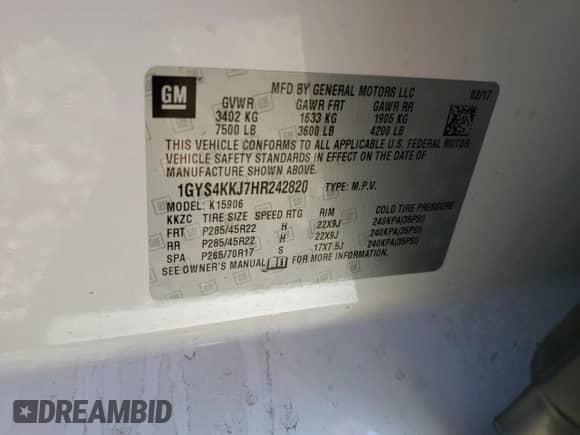 GM
MFD BY GENERAL MOTORS LLC 02/17
GVWR GAWR FRT GAWR RR
3402 KG 1633 KG 1905 KG
7500 LB 3600 LB 4200 LB
THIS VEHICLE CONFORMS TO ALL APPLICABLE U.S. FEDERAL MOTOR
VEHICLE SAFETY STANDARDS IN EFFECT ON THE DATE OF
MANUFACTURE SHOWN ABOVE.
1GYS4KKJ7HR242820 TYPE: M.P.V.
MODEL: K15906
KKZC TIRE SIZE SPEED RTG RIM COLD TIRE PRESSURE
FRT P285/45R22 H 22X9J 240KPA(35PSI)
RR P285/45R22 H 22X9J 240KPA(35PSI)
SPA P265/70R17 S 17X7.5J 240KPA(35PSI)
SEE OWNER'S MANUAL FOR MORE INFORMATION.
DREAMBID